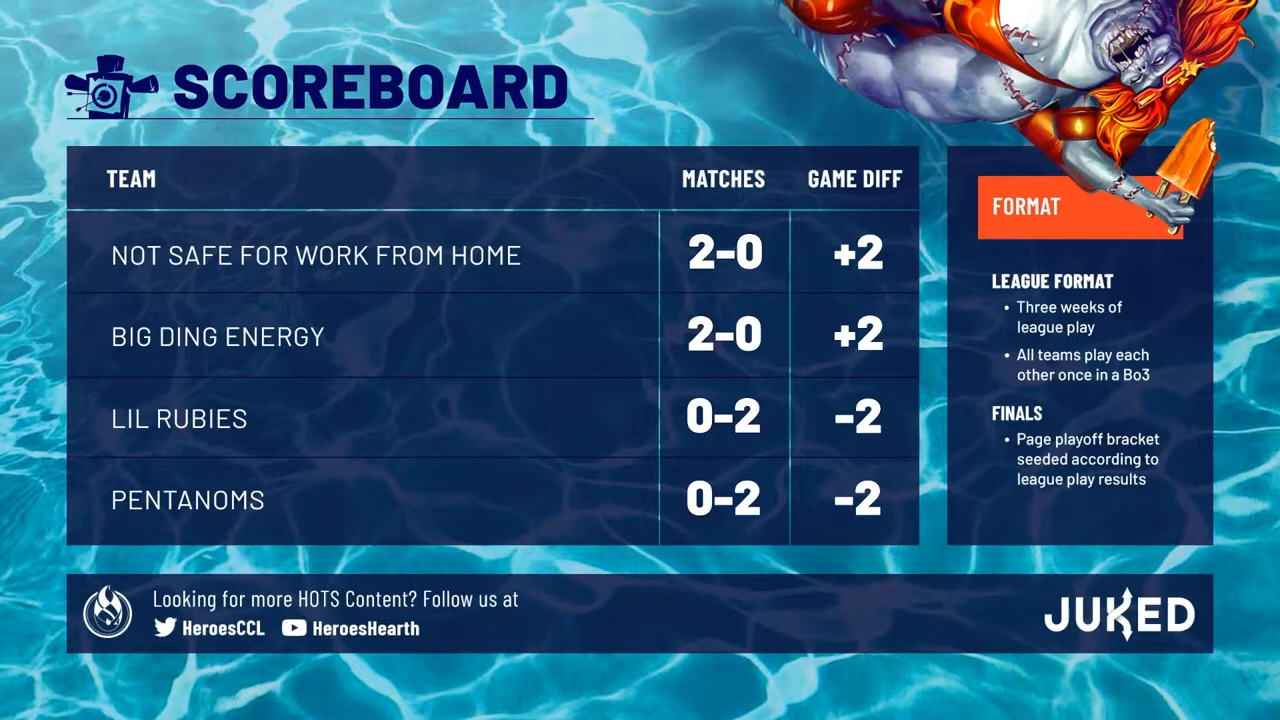 SCOREBOARD
TEAM MATCHES GAME DIFF
NOT SAFE FOR WORK FROM HOME 2-0 +2
BIG DING ENERGY 2-0 +2
LIL RUBIES 0-2 -2
PENTANOMS 0-2 -2
FORMAT
LEAGUE FORMAT
• Three weeks of
league play
• All teams play each
other once in a Bo3
FINALS
• Page playoff bracket
seeded according to
league play results
Looking for more HOTS Content? Follow us at
HeroesCCL HeroesHearth
JUKED